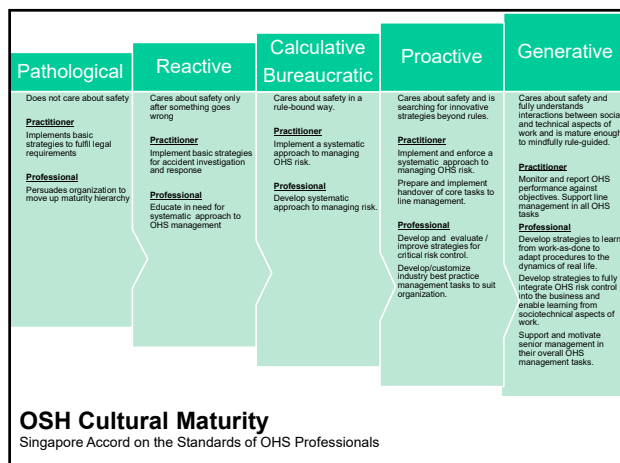 Pathological
Does not care about safety
Practitioner
Implements basic
strategies to fulfil legal
requirements
Professional
Persuades organization to
move up maturity hierarchy
Reactive
Cares about safety only
after something goes
wrong
Practitioner
Implement basic strategies
for accident investigation
and response
Professional
Educate in need for
systematic approach to
OHS management
Calculative
Bureaucratic
Cares about safety in a
rule-bound way.
Practitioner
Implement a systematic
approach to managing
OHS risk.
Professional
Develop systematic
approach to managing risk.
Proactive
Cares about safety and is
searching for innovative
strategies beyond rules.
Practitioner
Implement and enforce a
systematic approach to
managing OHS risk.
Prepare and implement
handover of core tasks to
line management.
Professional
Develop and evaluate /
improve strategies for
critical risk control.
Develop/customize
industry best practice
management tasks to suit
organization.
Generative
Cares about safety and
fully understands
interactions between social
and technical aspects of
work and is mature enough
to mindfully rule-guided.
Practitioner
Monitor and report OHS
performance against
objectives. Support line
management in all OHS
tasks
Professional
Develop strategies to learn
from work-as-done to
adapt procedures to the
dynamics of real life.
Develop strategies to fully
integrate OHS risk control
into the business and
enable learning from
sociotechnical aspects of
work.
Support and motivate
senior management in
their overall OHS
management tasks.
OSH Cultural Maturity
Singapore Accord on the Standards of OHS Professionals